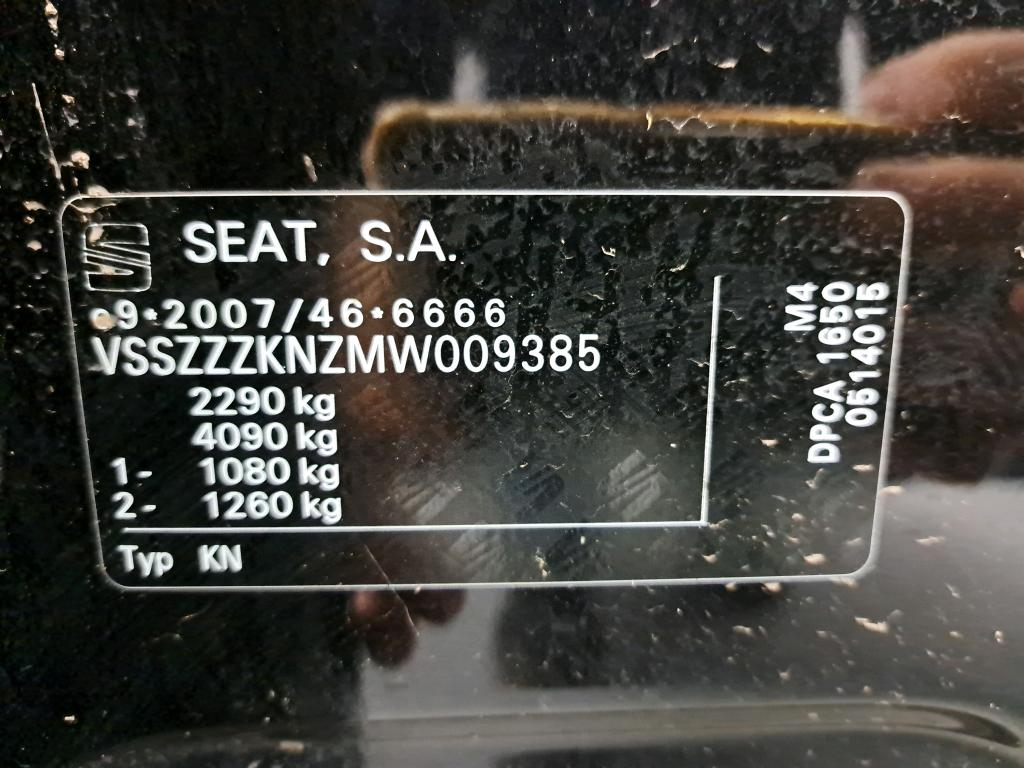 SEAT, S.A.
e9*2007/46*6666
VSSZZZKNZMW009385
2290 kg
4090 kg
1- 1080 kg
2- 1260 kg
Typ KN
M4
DPCA 1650
0514015